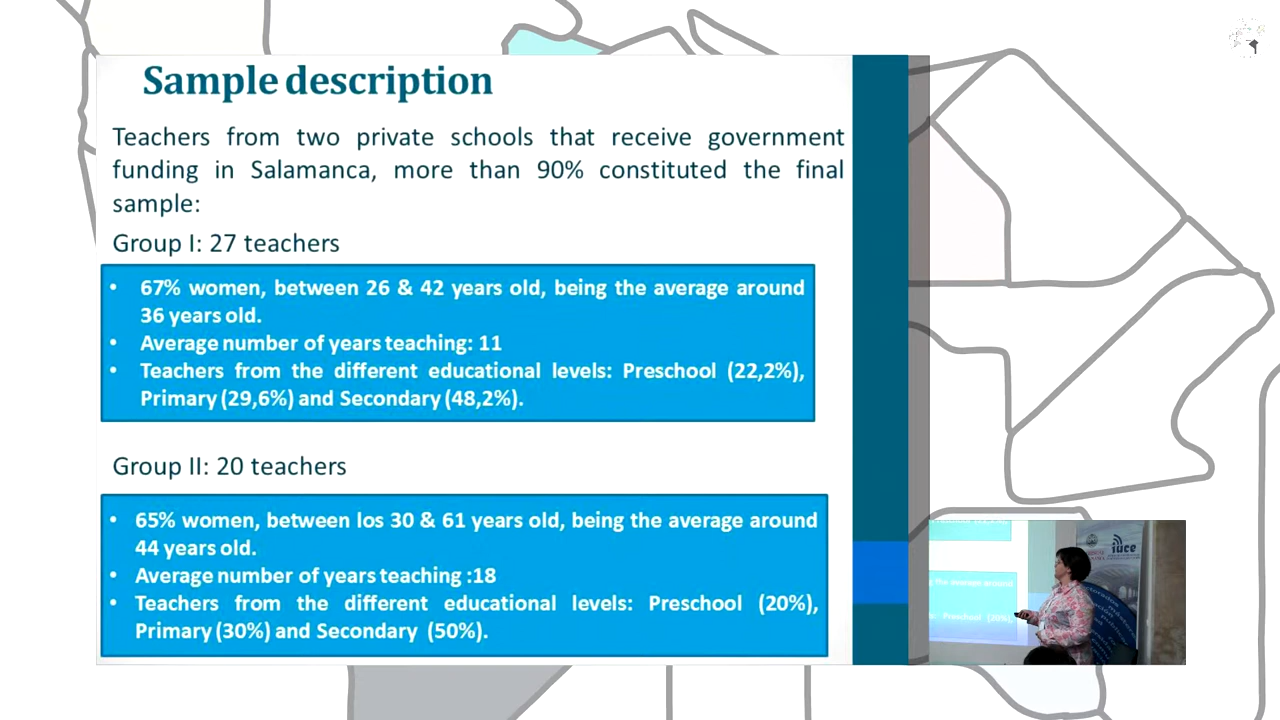 Sample description
Teachers from two private schools that receive government
funding in Salamanca, more than 90% constituted the final
sample:
Group I: 27 teachers
• 67% women, between 26 & 42 years old, being the average around
36 years old.
• Average number of years teaching: 11
• Teachers from the different educational levels: Preschool (22,2%),
Primary (29,6%) and Secondary (48,2%).
Group II: 20 teachers
• 65% women, between los 30 & 61 years old, being the average around
44 years old.
• Average number of years teaching :18
• Teachers from the different educational levels: Preschool (20%),
Primary (30%) and Secondary (50%).
iuce
the average around
Preschool (20%),